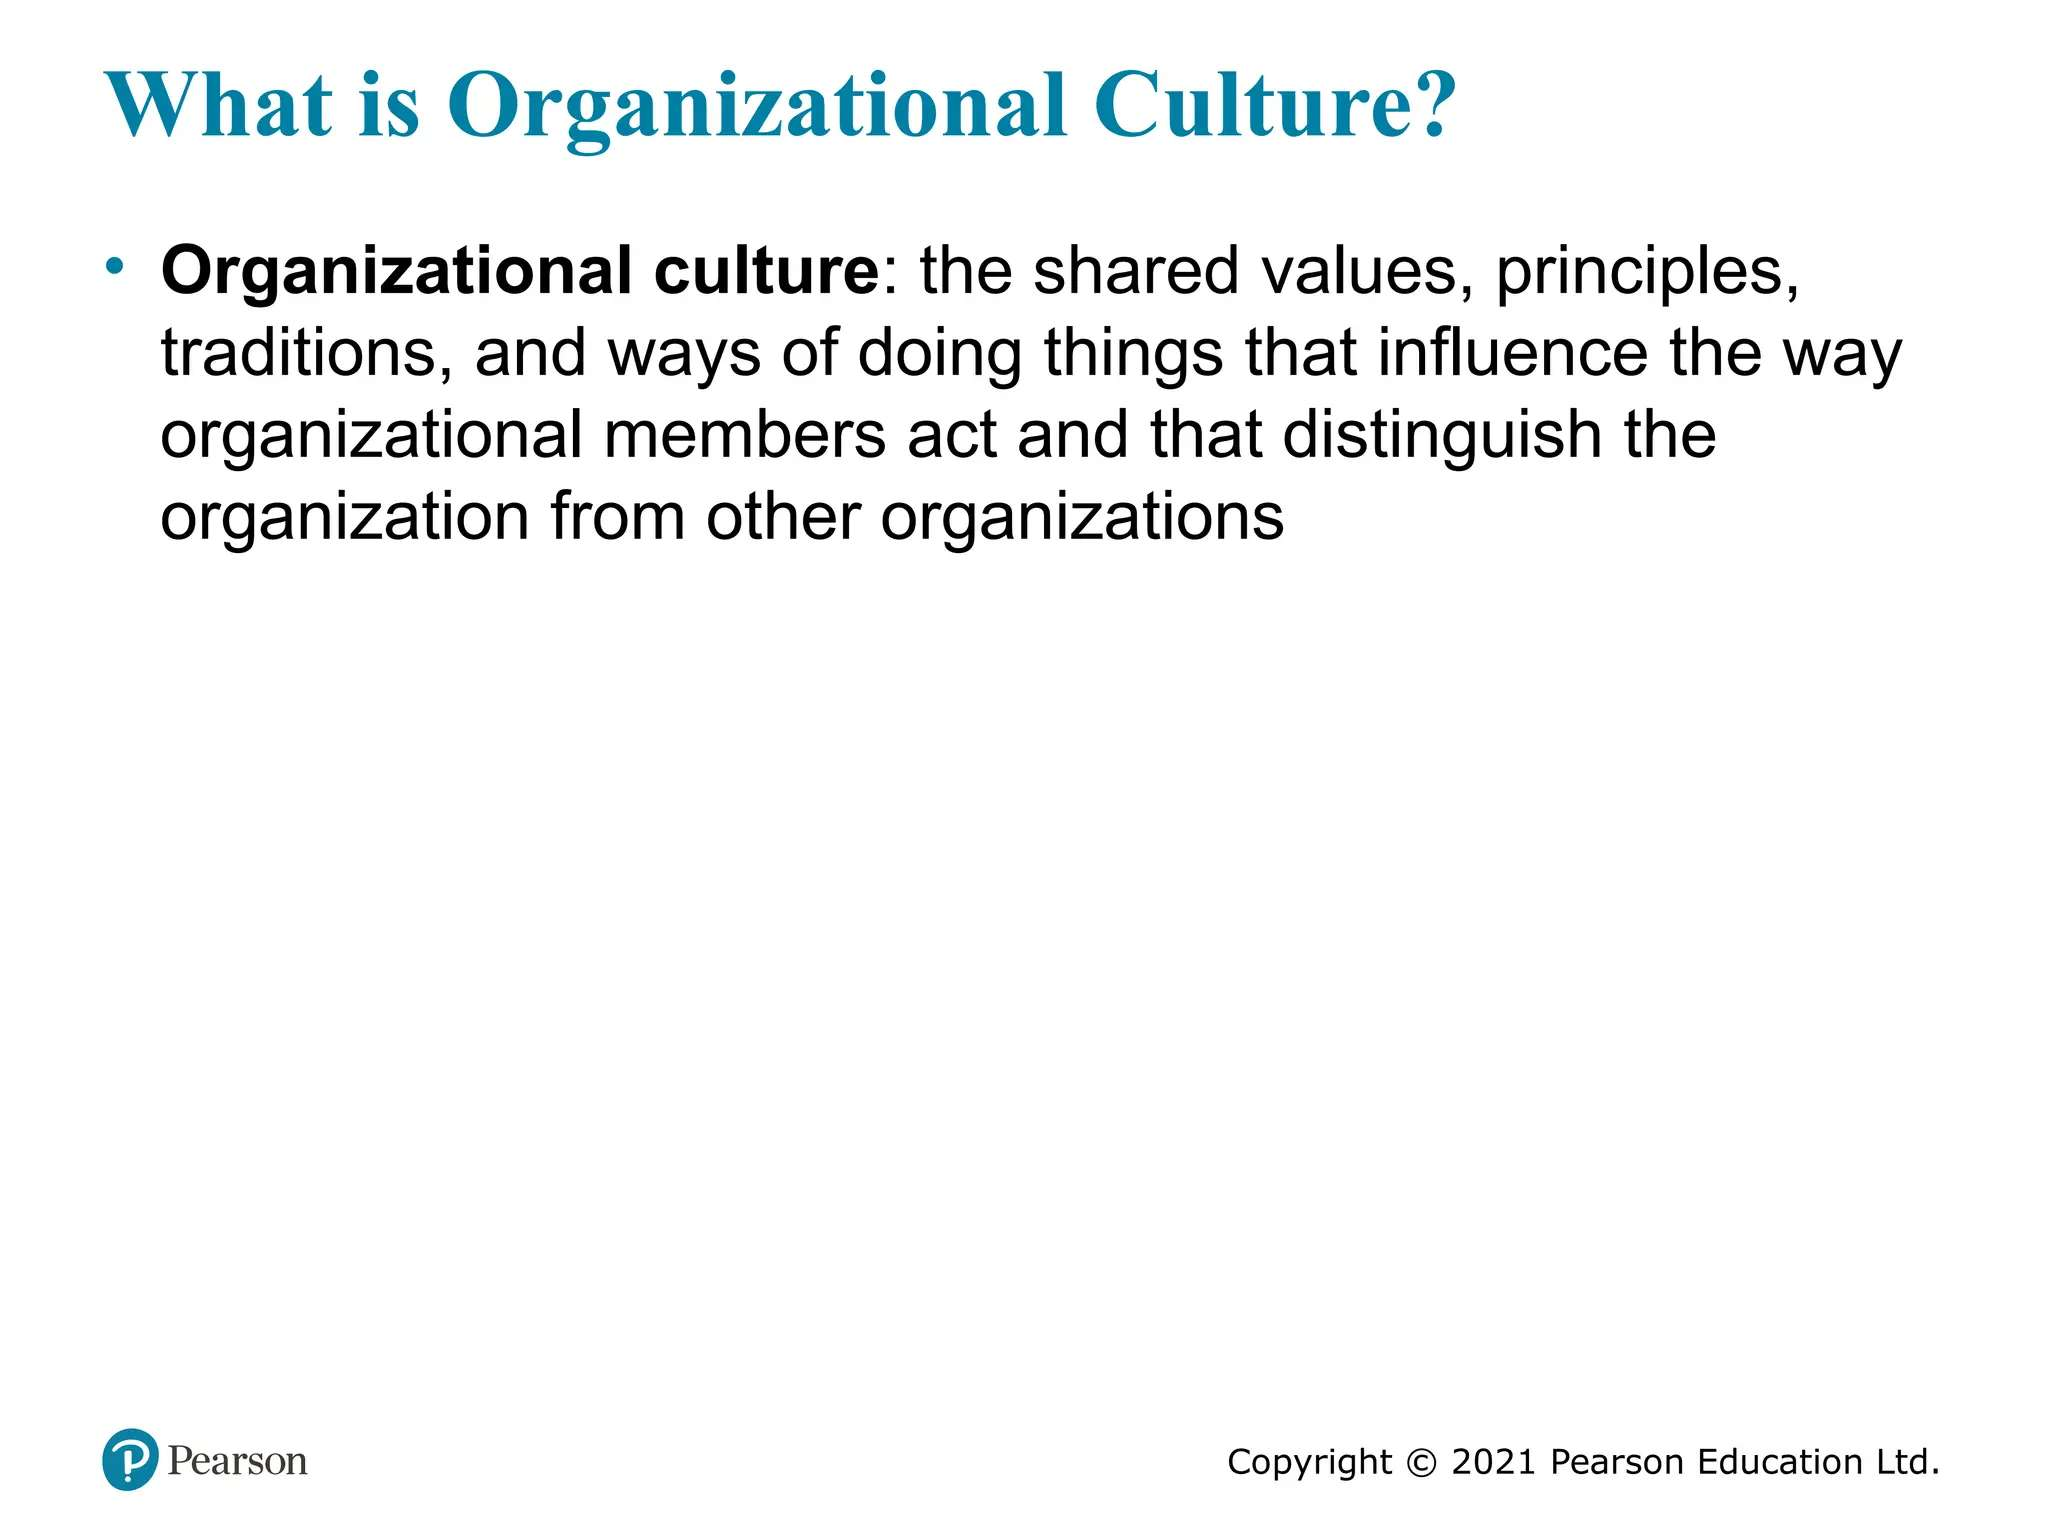 What is Organizational Culture?
• Organizational culture: the shared values, principles,
traditions, and ways of doing things that influence the way
organizational members act and that distinguish the
organization from other organizations
P Pearson
Copyright © 2021 Pearson Education Ltd.